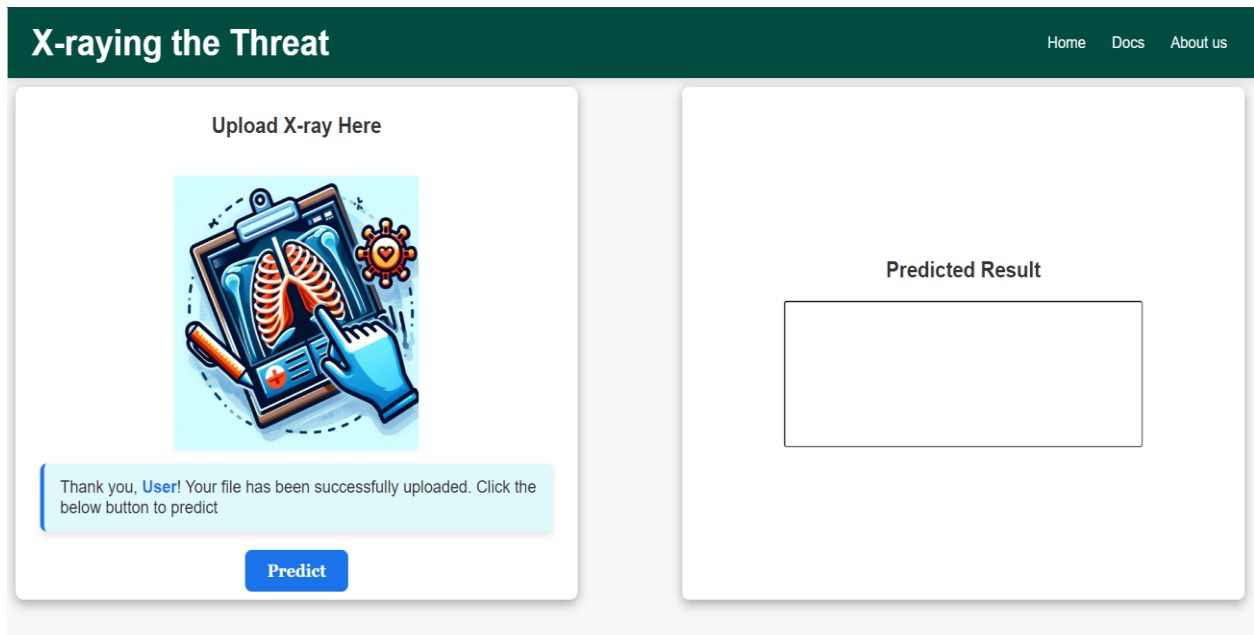 X-raying the Threat
Home Docs About us
Upload X-ray Here
Thank you, User! Your file has been successfully uploaded. Click the
below button to predict
Predict
Predicted Result